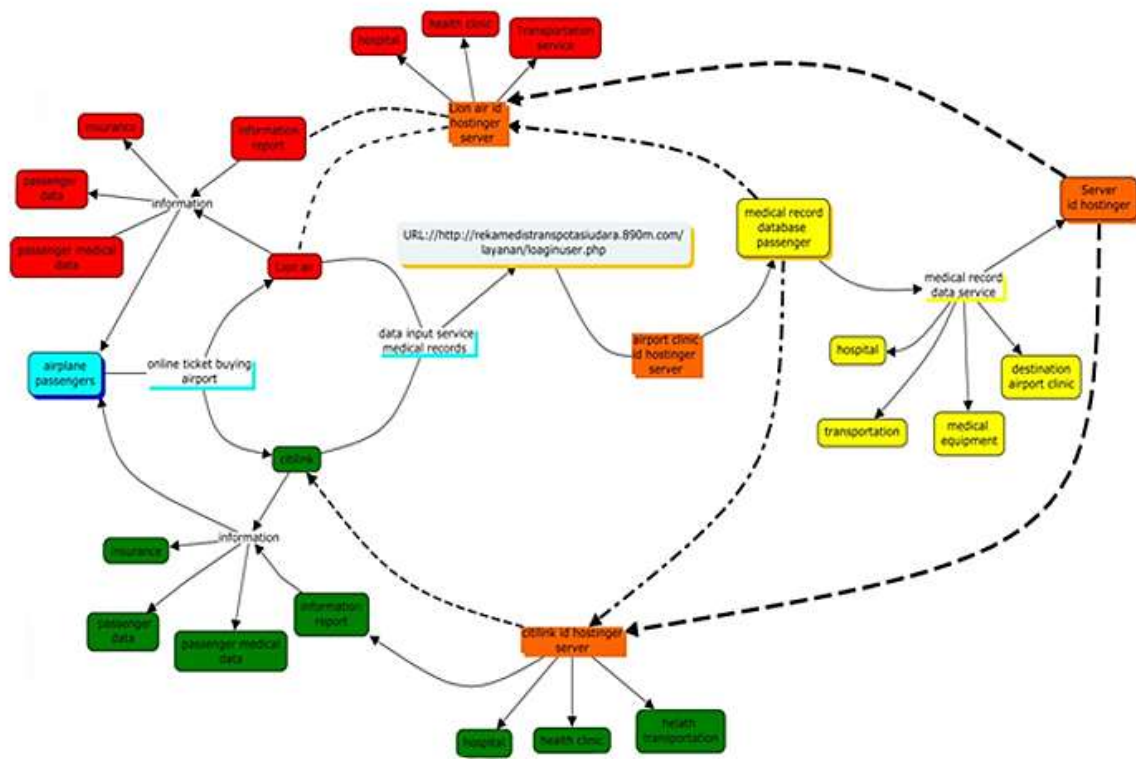 hospital
health clinic
Transportation
service
Lion air id
hostinger
server
insurance
information
report
passenger
data
information
passenger medical
data
Lion air
Server
id hostinger
medical record
database
passenger
URL://http://rekamedistranspotasiudara.890m.com/
layanan/loaginuser.php
medical record
data service
data input service
medical records
airport clinic
id hostinger
server
airplane
passengers
online ticket buying
airport
hospital
destination
airport clinic
transportation
medical
equipment
citilink
information
insurance
passenger
data
information
report
passenger medical
data
citilink id hostinger
server
hospital
health clinic
helath
transportation